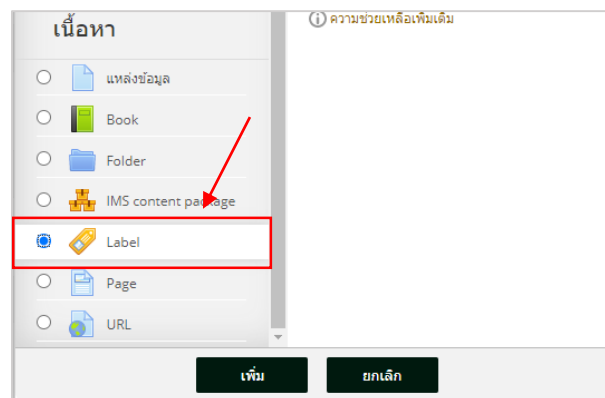 เนื้อหา
ความช่วยเหลือเพิ่มเติม
แหล่งข้อมูล
Book
Folder
IMS content package
Label
Page
URL
เพิ่ม
ยกเลิก